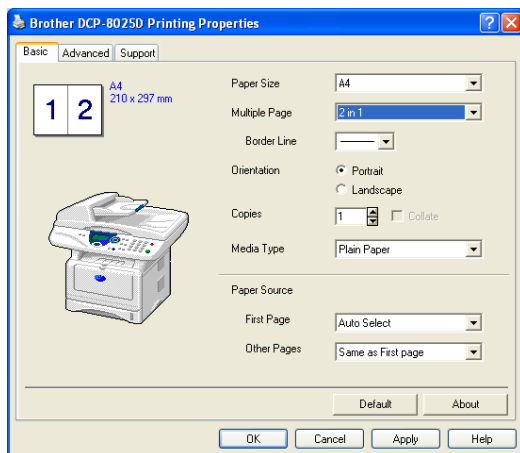 Brother DCP-8025D Printing Properties
Basic
Advanced
Support
1 2
A4
210 x 297 mm
Paper Size
A4
Multiple Page
2 in 1
Border Line
Orientation
Portrait
Landscape
Copies
1
Collate
Media Type
Plain Paper
Paper Source
First Page
Auto Select
Other Pages
Same as First page
Default
About
OK
Cancel
Apply
Help